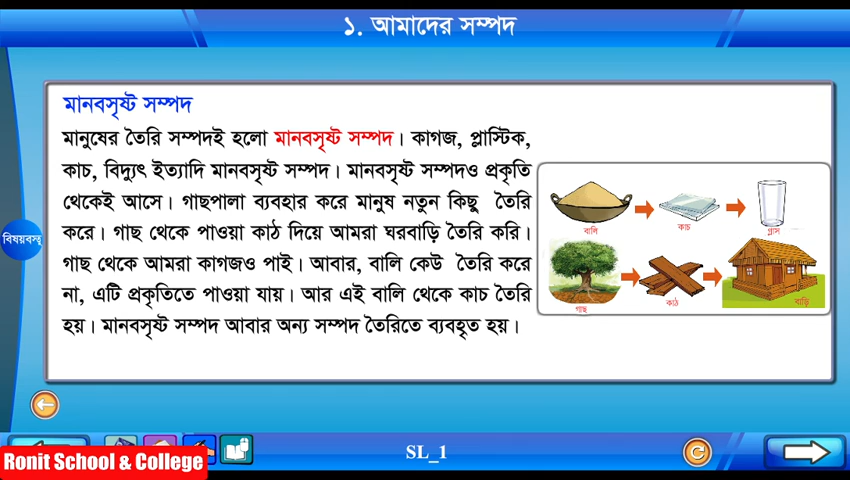 ১. আমাদের সম্পদ
মানবসৃষ্ট সম্পদ
মানুষের তৈরি সম্পদই হলো মানবসৃষ্ট সম্পদ। কাগজ, প্লাস্টিক,
কাচ, বিদ্যুৎ ইত্যাদি মানবসৃষ্ট সম্পদ। মানবসৃষ্ট সম্পদও প্রকৃতি
থেকেই আসে। গাছপালা ব্যবহার করে মানুষ নতুন কিছু তৈরি
করে। গাছ থেকে পাওয়া কাঠ দিয়ে আমরা ঘরবাড়ি তৈরি করি।
গাছ থেকে আমরা কাগজও পাই। আবার, বালি কেউ তৈরি করে
না, এটি প্রকৃতিতে পাওয়া যায়। আর এই বালি থেকে কাচ তৈরি
হয়। মানবসৃষ্ট সম্পদ আবার অন্য সম্পদ তৈরিতে ব্যবহৃত হয়।
বালি
কাচ
গ্লাস
গাছ
কাঠ
বাড়ি
বিষয়বস্তু
Ronit School & College
SL_1